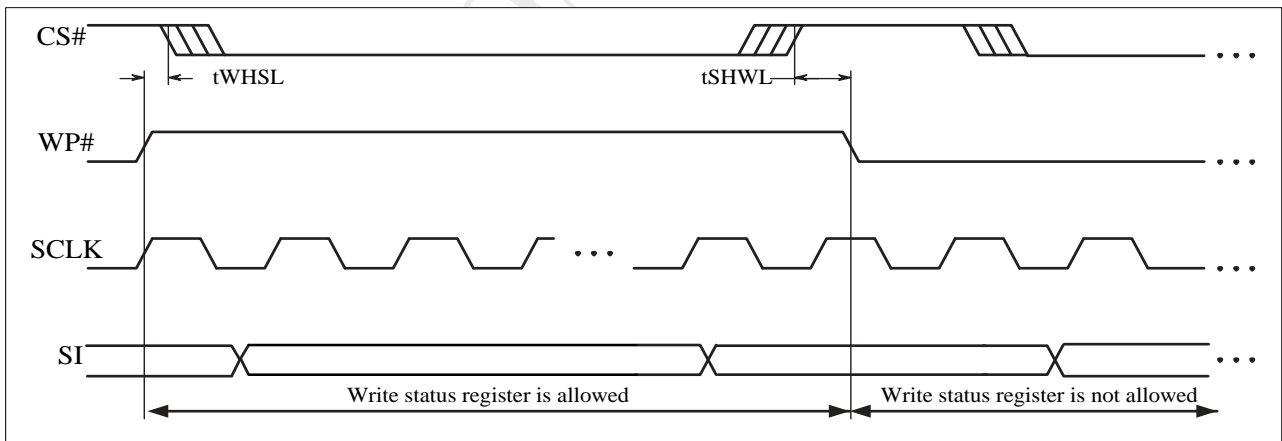 CS#
tWHSL
tSHWL
WP#
SCLK
SI
Write status register is allowed
Write status register is not allowed